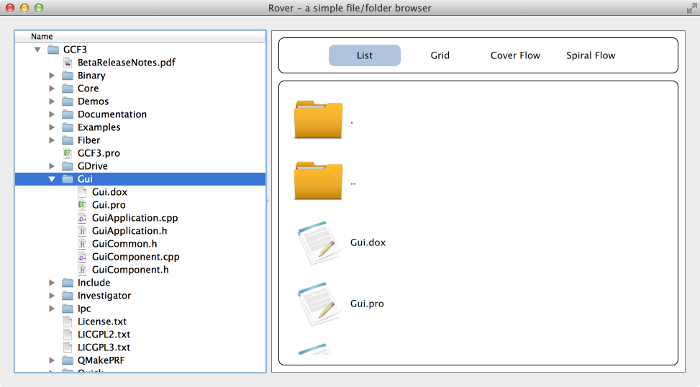 Rover - a simple file/folder browser
Name
GCF3
BetaReleaseNotes.pdf
Binary
Core
Demos
Documentation
Examples
Fiber
GCF3.pro
GDrive
Gui
Gui.dox
Gui.pro
GuiApplication.cpp
GuiApplication.h
GuiCommon.h
GuiComponent.cpp
GuiComponent.h
Include
Investigator
Ipc
License.txt
LICGPL2.txt
LICGPL3.txt
QMakePRF
List Grid Cover Flow Spiral Flow
.
..
Gui.dox
Gui.pro